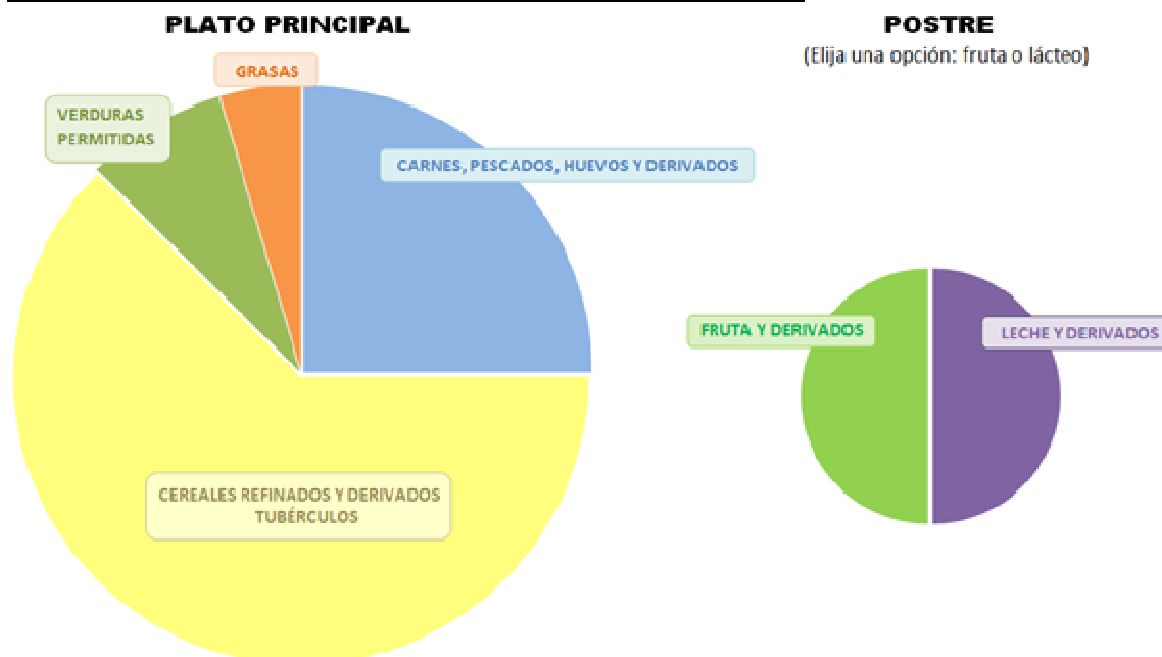 PLATO PRINCIPAL
POSTRE
(Elija una opción: fruta o lácteo)
GRASAS
VERDURAS
PERMITIDAS
CARNES, PESCADOS, HUEVOS Y DERIVADOS
FRUTA Y DERIVADOS
LECHE Y DERIVADOS
CEREALES REFINADOS Y DERIVADOS
TUBÉRCULOS